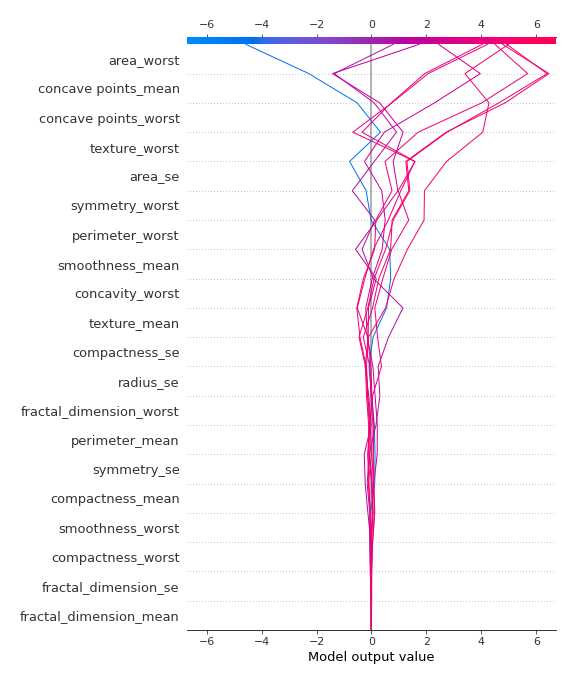 −6 −4 −2 0 2 4 6
area_worst
concave points_mean
concave points_worst
texture_worst
area_se
symmetry_worst
perimeter_worst
smoothness_mean
concavity_worst
texture_mean
compactness_se
radius_se
fractal_dimension_worst
perimeter_mean
symmetry_se
compactness_mean
smoothness_worst
compactness_worst
fractal_dimension_se
fractal_dimension_mean
−6 −4 −2 0 2 4 6
Model output value